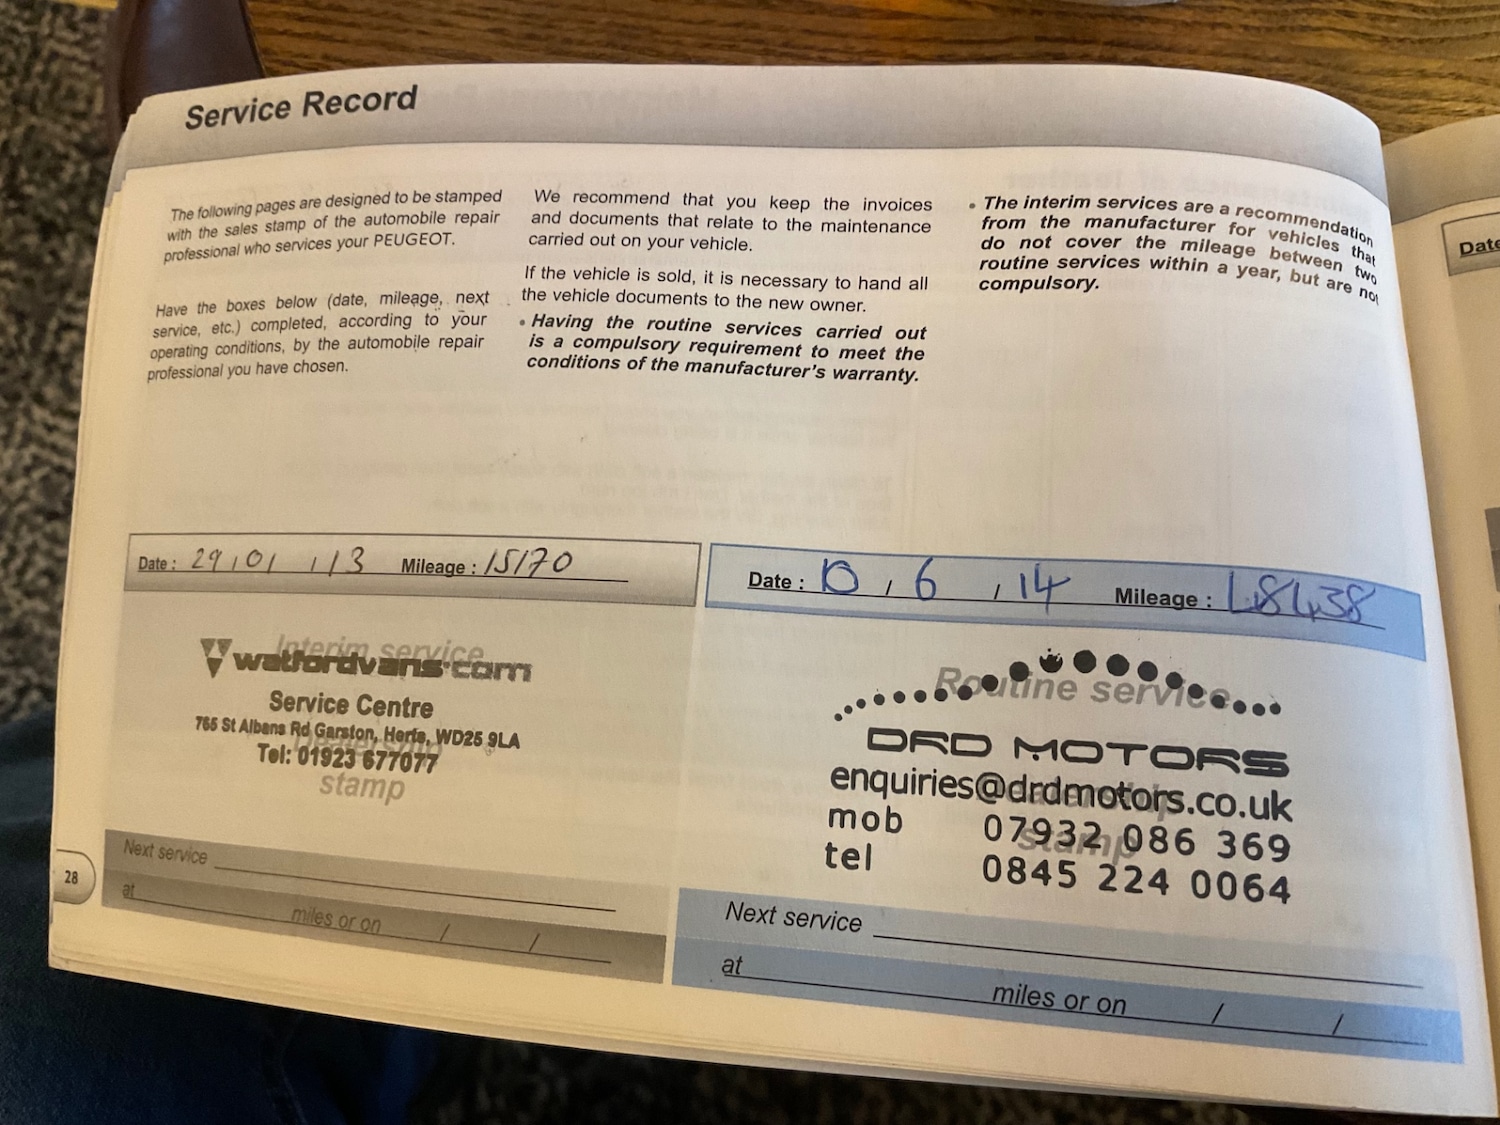 Service Record
The following pages are designed to be stamped
with the sales stamp of the automobile repair
professional who services your PEUGEOT.
Have the boxes below (date, mileage, next
service, etc.) completed, according to your
operating conditions, by the automobile repair
professional you have chosen.
We recommend that you keep the invoices
and documents that relate to the maintenance
carried out on your vehicle.
If the vehicle is sold, it is necessary to hand all
the vehicle documents to the new owner.
• Having the routine services carried out
is a compulsory requirement to meet the
conditions of the manufacturer's warranty.
• The interim services are a recommendation
from the manufacturer for vehicles that
do not cover the mileage between two
routine services within a year, but are not
compulsory.
Date : 29 / 01 / 13 Mileage : 15170
Interim service
watfordvans.com
Service Centre
765 St Albans Rd Garston, Herts, WD25 9LA
Dealership
Tel: 01923 677077
stamp
Next service
at
miles or on / /
Date : 10 / 6 / 14 Mileage : 48438
Routine service
DRD MOTORS
enquiries@drdmotors.co.uk
Dealership
mob 07932 086 369
stamp
tel 0845 224 0064
Next service
at
miles or on / /
28
Date